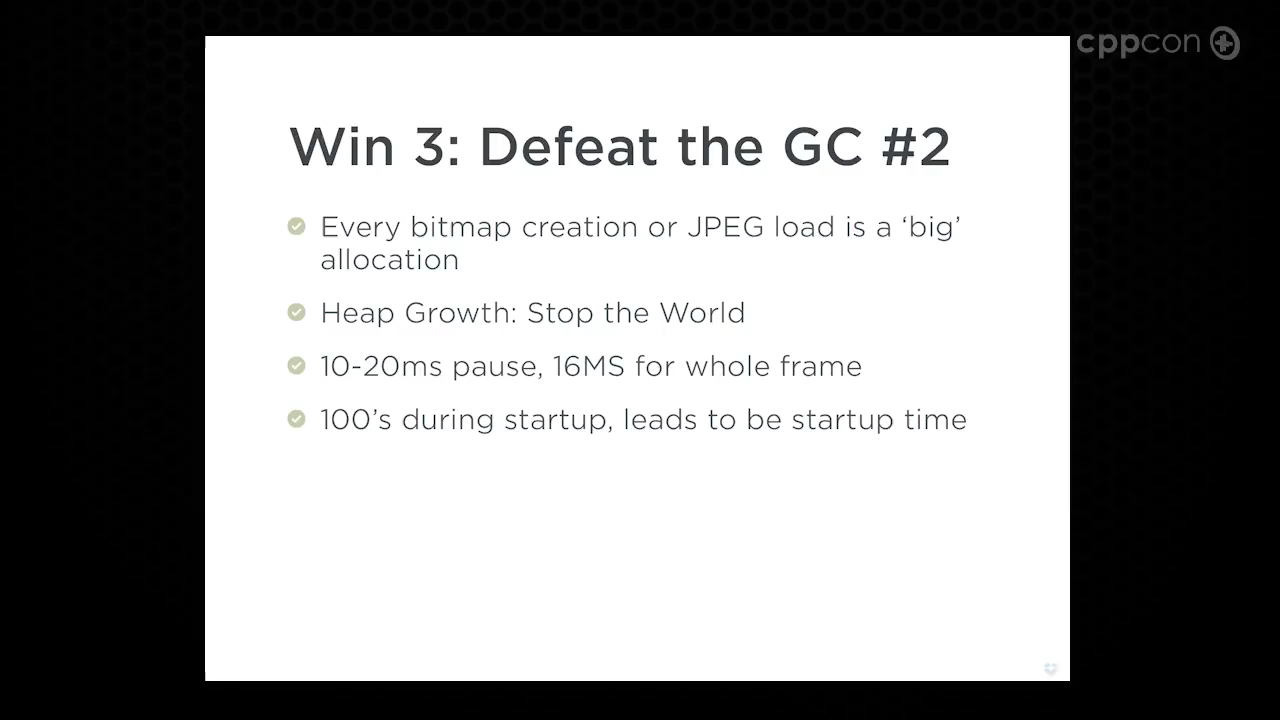 cppcon
Win 3: Defeat the GC #2
Every bitmap creation or JPEG load is a ‘big’
allocation
Heap Growth: Stop the World
10-20ms pause, 16MS for whole frame
100’s during startup, leads to be startup time